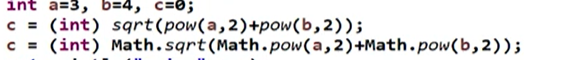 int a=3, b=4, c=0;
c = (int) sqrt(pow(a,2)+pow(b,2));
c = (int) Math.sqrt(Math.pow(a,2)+Math.pow(b,2));